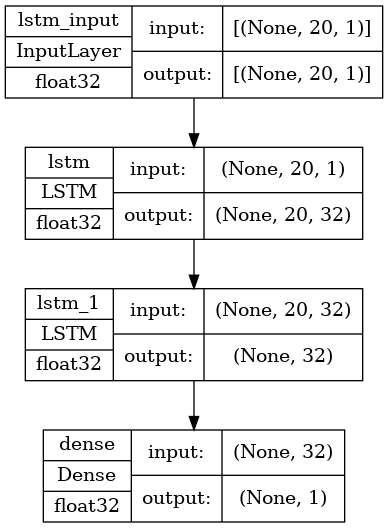 lstm_input
InputLayer
float32
input:
[(None, 20, 1)]
output:
[(None, 20, 1)]
lstm
LSTM
float32
input:
(None, 20, 1)
output:
(None, 20, 32)
lstm_1
LSTM
float32
input:
(None, 20, 32)
output:
(None, 32)
dense
Dense
float32
input:
(None, 32)
output:
(None, 1)